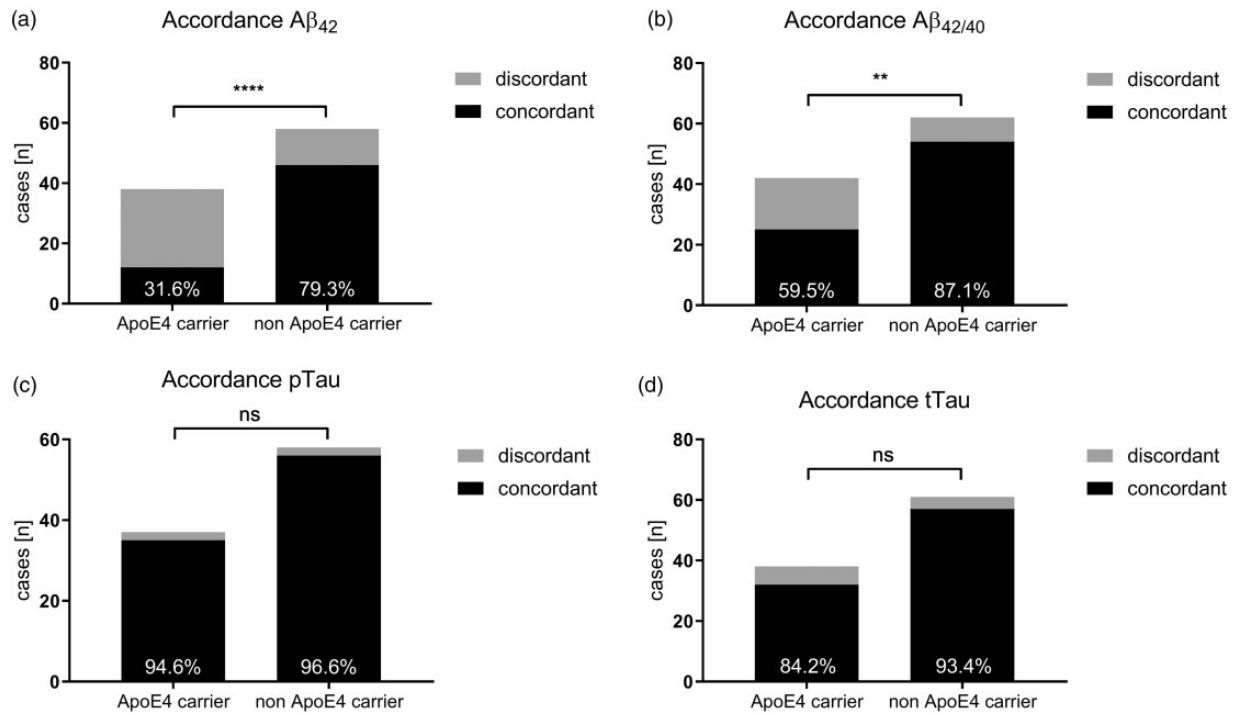 (a)
Accordance Aβ42
80
60
40
20
0
cases [n]
****
31.6%
79.3%
ApoE4 carrier
non ApoE4 carrier
discordant
concordant
(b)
Accordance Aβ42/40
80
60
40
20
0
cases [n]
**
59.5%
87.1%
ApoE4 carrier
non ApoE4 carrier
discordant
concordant
(c)
Accordance pTau
60
40
20
0
cases [n]
ns
94.6%
96.6%
ApoE4 carrier
non ApoE4 carrier
discordant
concordant
(d)
Accordance tTau
80
60
40
20
0
cases [n]
ns
84.2%
93.4%
ApoE4 carrier
non ApoE4 carrier
discordant
concordant